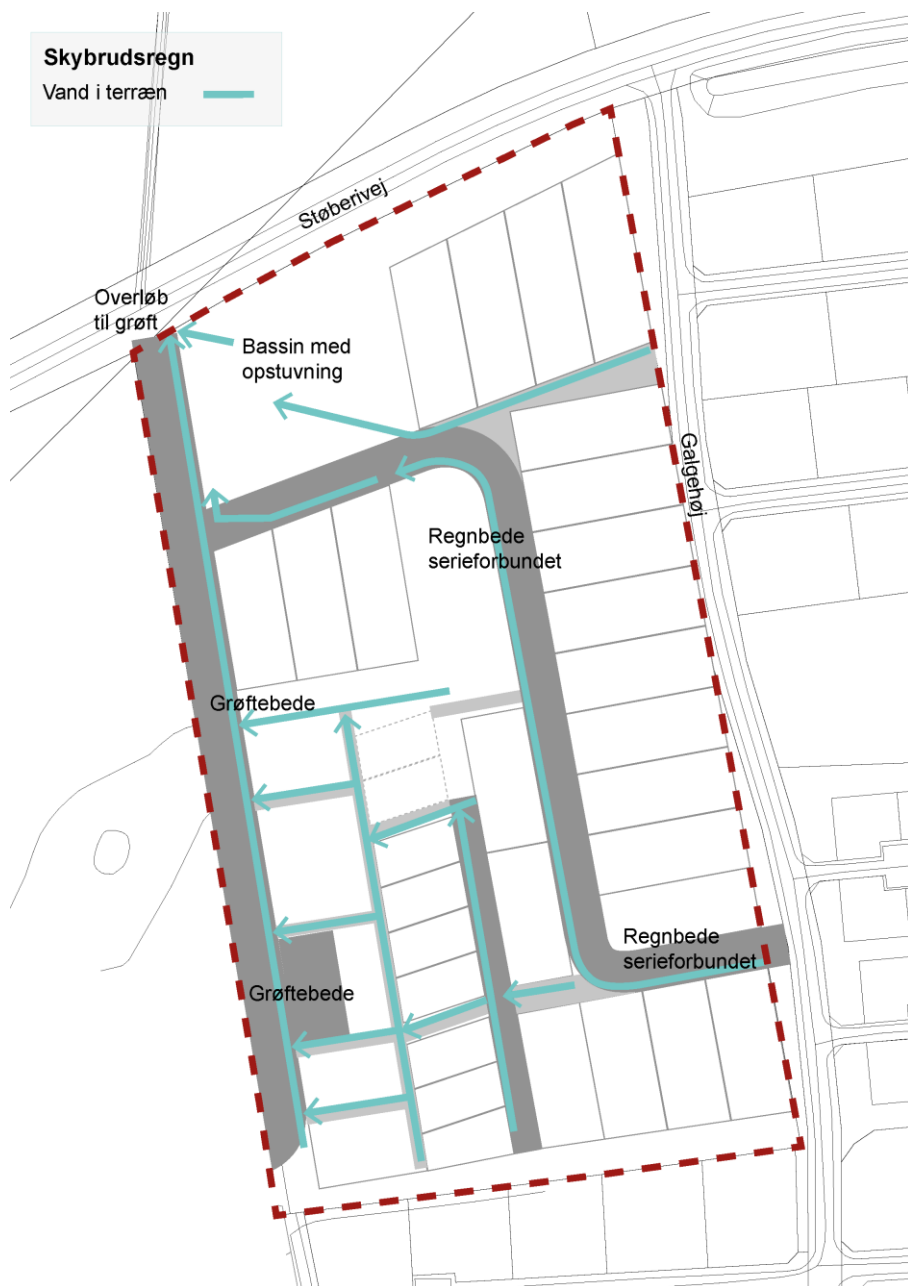 Skybrudsregn
Vand i terræn
Støberivej
Overløb
til grøft
Bassin med
opstuvning
Galgehøj
Regnbede
serieforbundet
Grøftebede
Regnbede
serieforbundet
Grøftebede